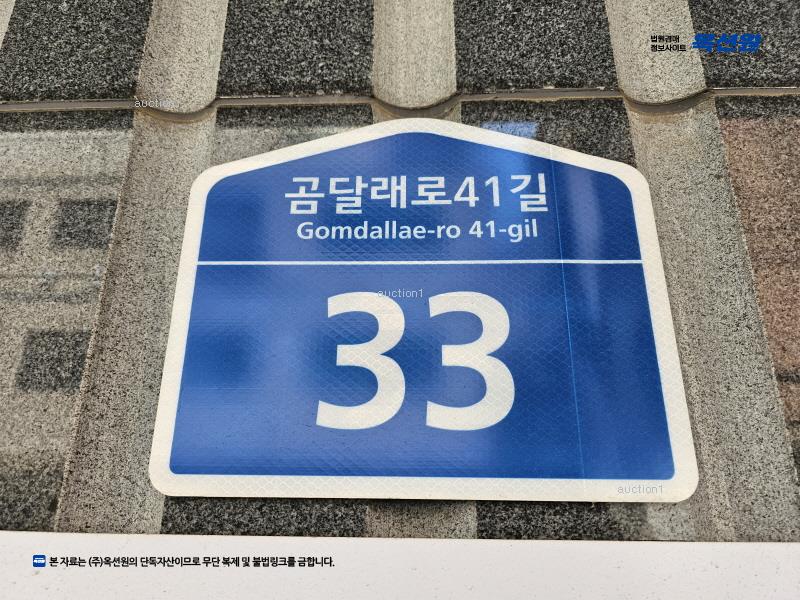 법원경매
정보사이트 옥션원
auction1
곰달래로41길
Gomdallae-ro 41-gil
auction1
33
auction1
본 자료는 (주)옥션원의 단독자산이므로 무단 복제 및 불법링크를 금합니다.